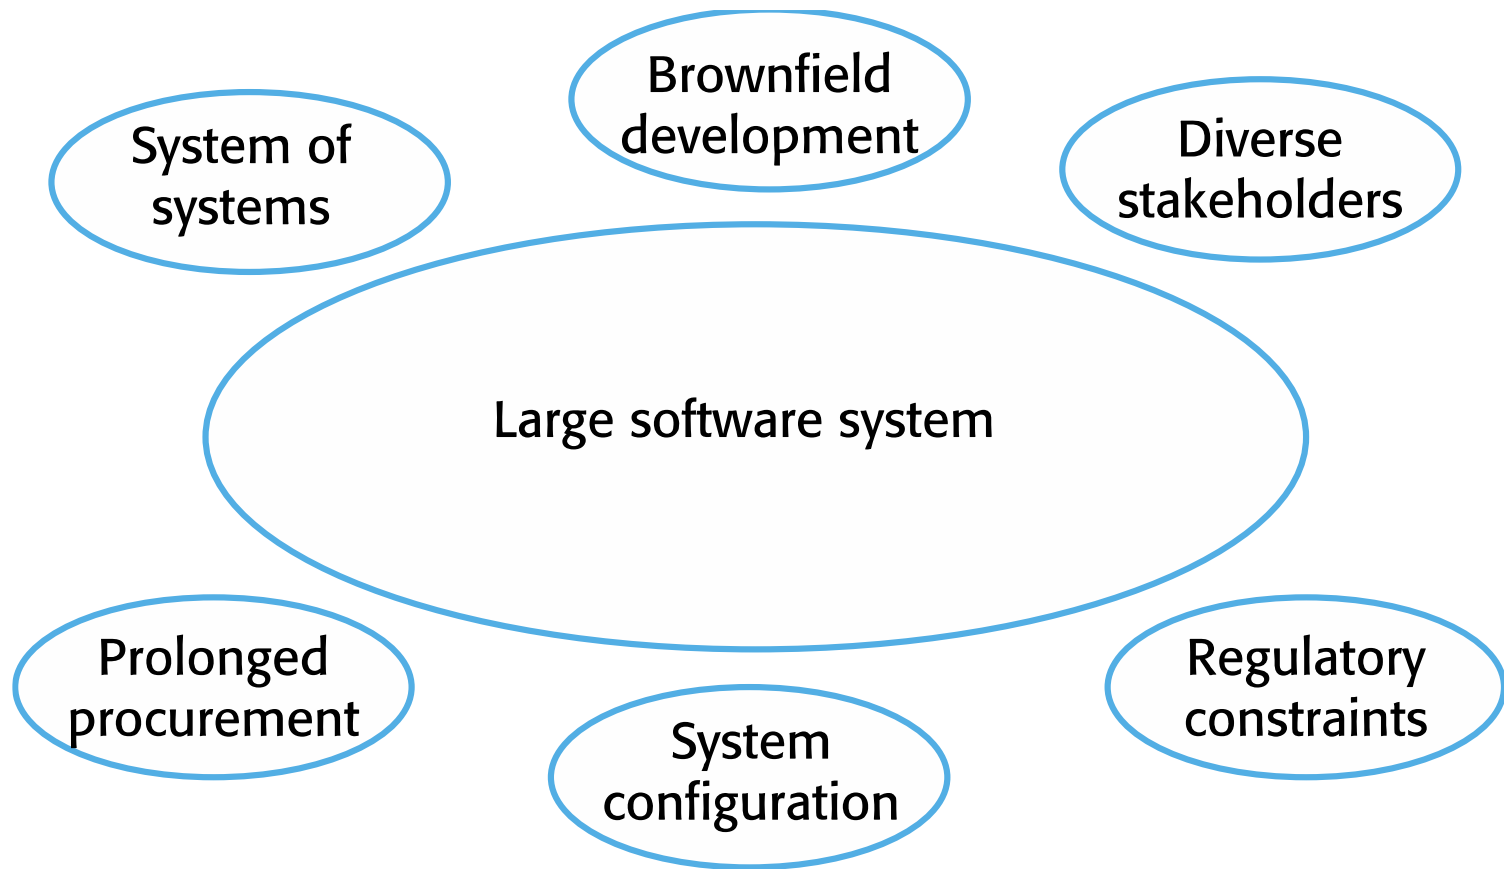 Brownfield
development
System of
systems
Diverse
stakeholders
Large software system
Prolonged
procurement
System
configuration
Regulatory
constraints